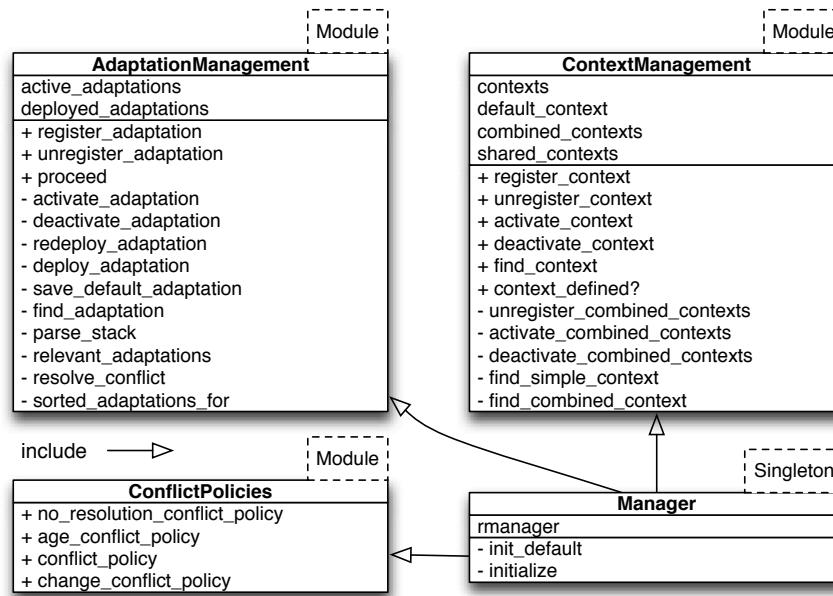 Module
AdaptationManagement
active_adaptations
deployed_adaptations
+ register_adaptation
+ unregister_adaptation
+ proceed
- activate_adaptation
- deactivate_adaptation
- redeploy_adaptation
- deploy_adaptation
- save_default_adaptation
- find_adaptation
- parse_stack
- relevant_adaptations
- resolve_conflict
- sorted_adaptations_for
Module
ContextManagement
contexts
default_context
combined_contexts
shared_contexts
+ register_context
+ unregister_context
+ activate_context
+ deactivate_context
+ find_context
+ context_defined?
- unregister_combined_contexts
- activate_combined_contexts
- deactivate_combined_contexts
- find_simple_context
- find_combined_context
include
Module
ConflictPolicies
+ no_resolution_conflict_policy
+ age_conflict_policy
+ conflict_policy
+ change_conflict_policy
Singleton
Manager
rmanager
- init_default
- initialize